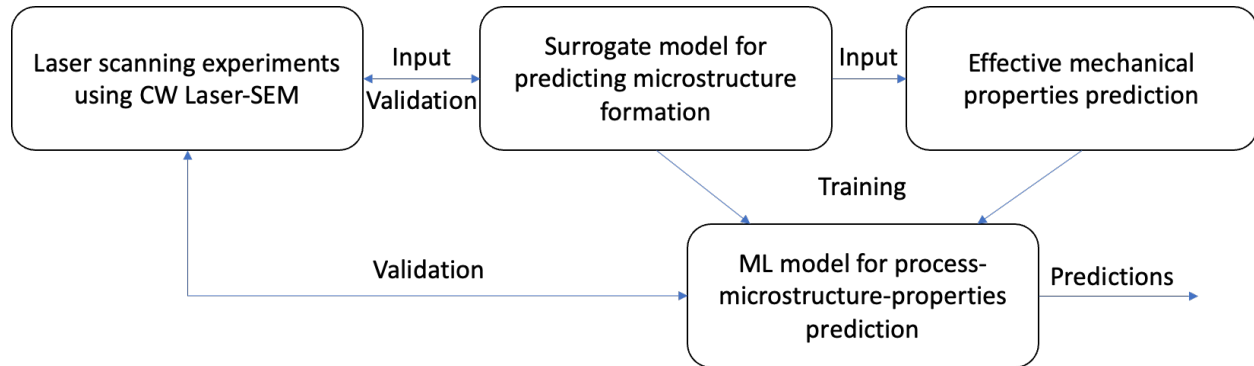 Laser scanning experiments
using CW Laser-SEM
Input
Validation
Surrogate model for
predicting microstructure
formation
Input
Effective mechanical
properties prediction
Training
Validation
ML model for process-
microstructure-properties
prediction
Predictions